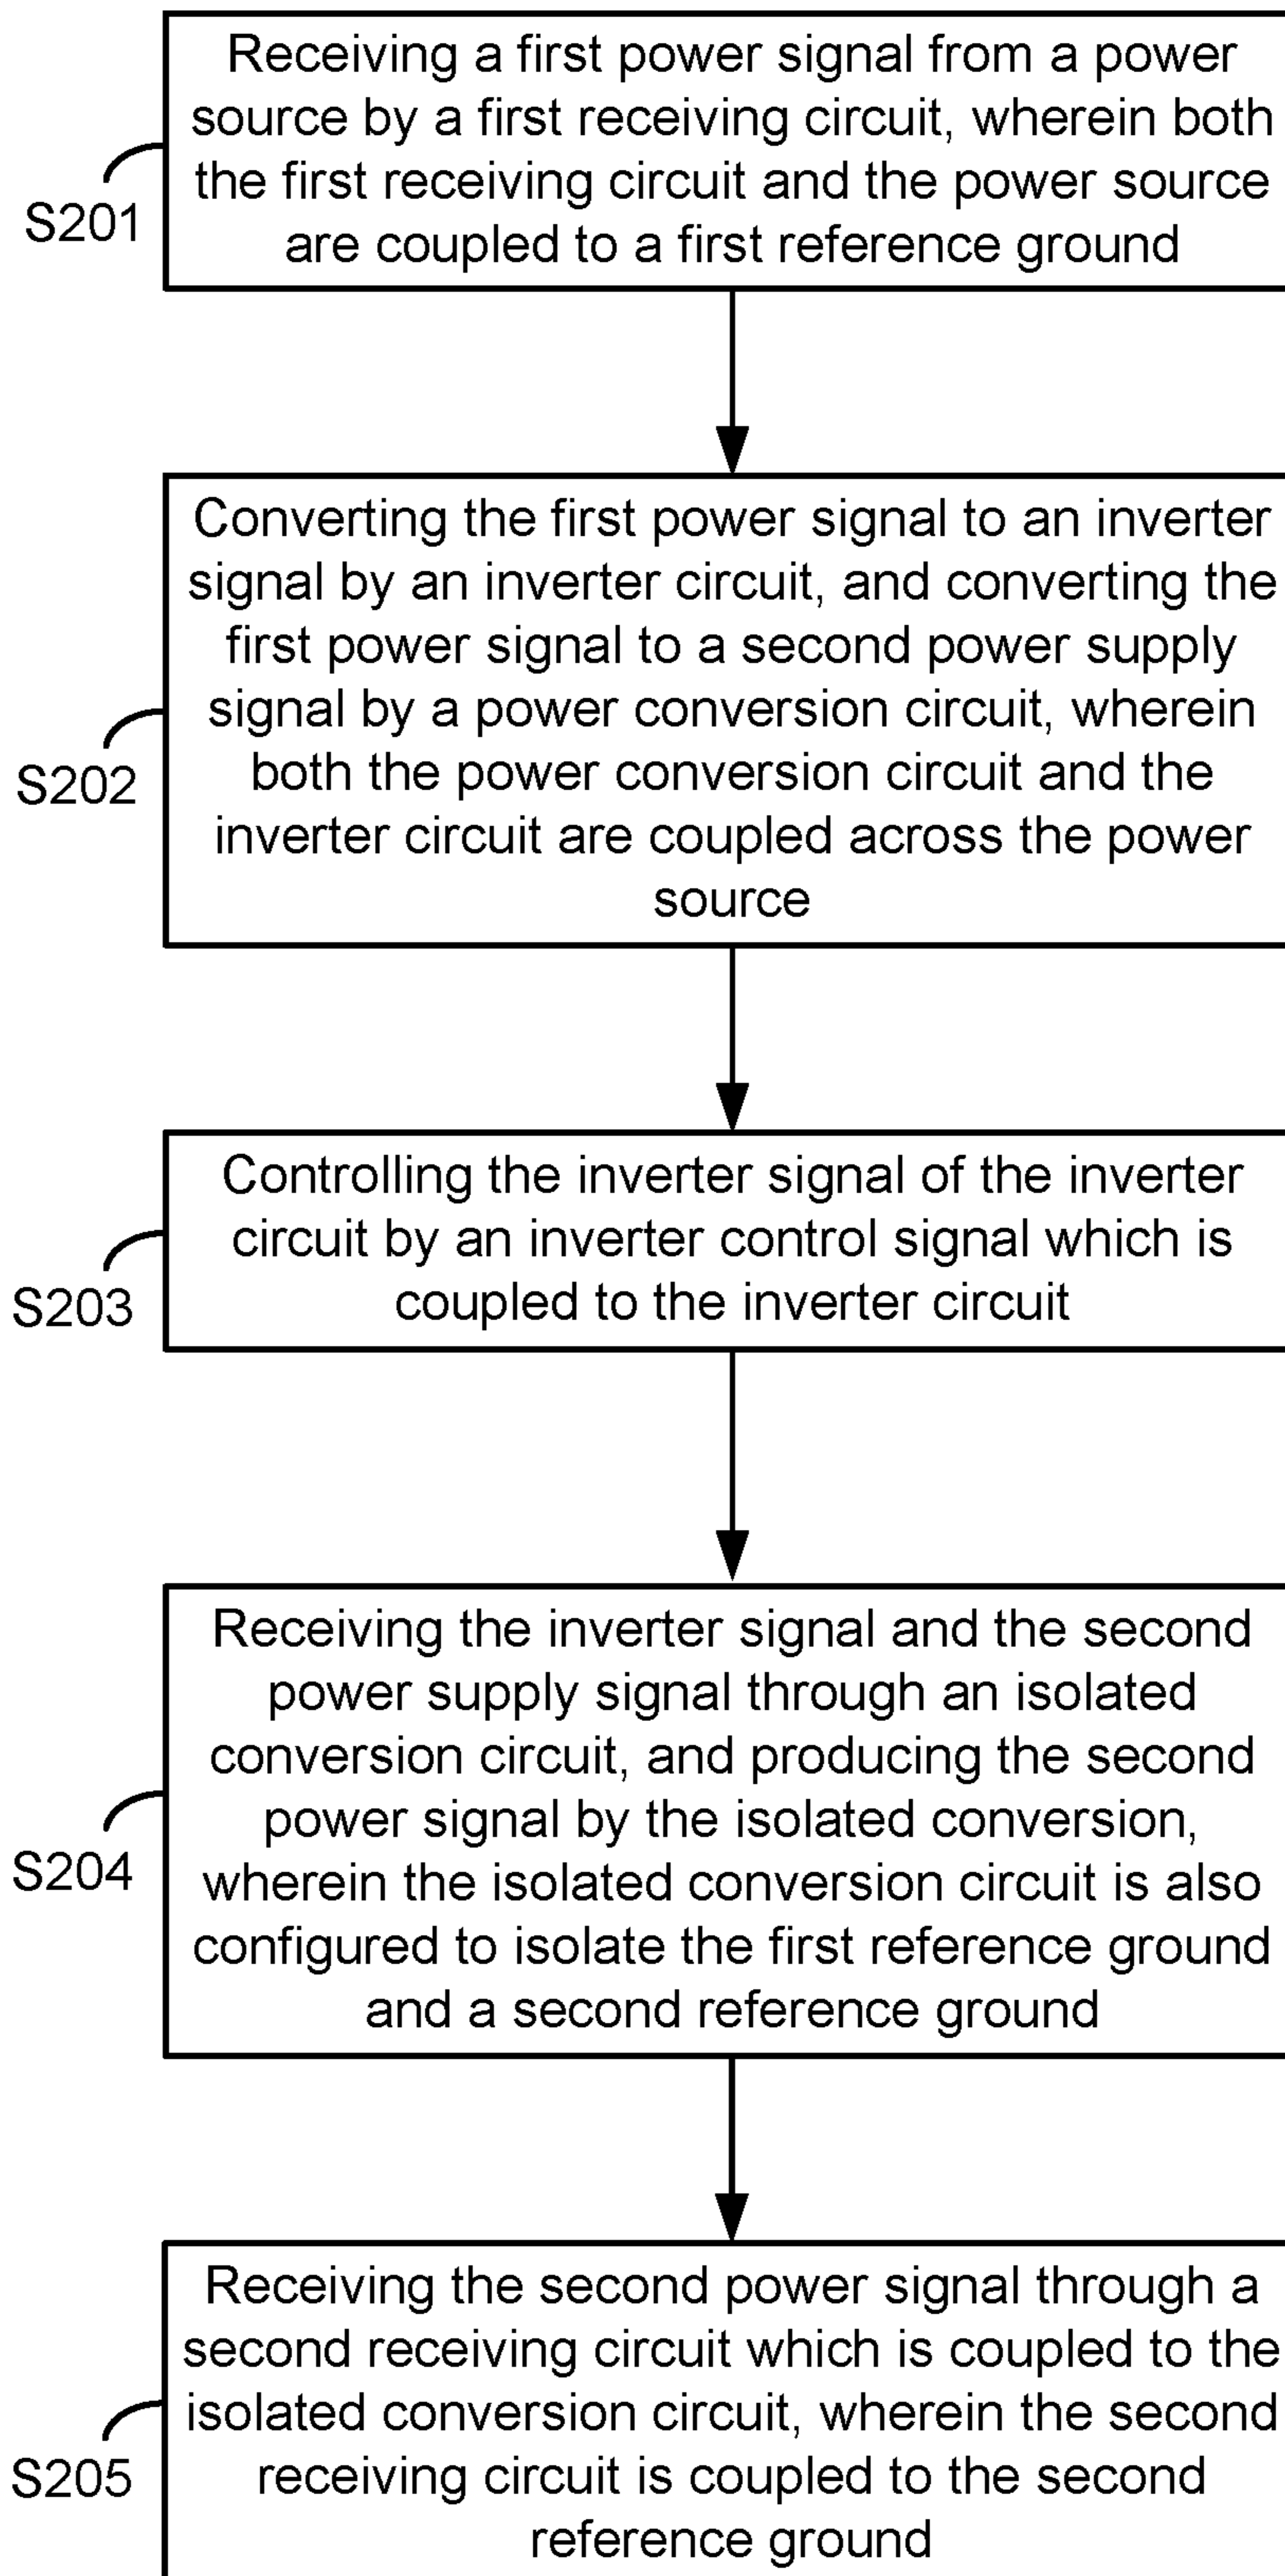 Receiving a first power signal from a power
source by a first receiving circuit, wherein both
the first receiving circuit and the power source
are coupled to a first reference ground
S201
Converting the first power signal to an inverter
signal by an inverter circuit, and converting the
first power signal to a second power supply
signal by a power conversion circuit, wherein
both the power conversion circuit and the
inverter circuit are coupled across the power
source
S202
Controlling the inverter signal of the inverter
circuit by an inverter control signal which is
coupled to the inverter circuit
S203
Receiving the inverter signal and the second
power supply signal through an isolated
conversion circuit, and producing the second
power signal by the isolated conversion,
wherein the isolated conversion circuit is also
configured to isolate the first reference ground
and a second reference ground
S204
Receiving the second power signal through a
second receiving circuit which is coupled to the
isolated conversion circuit, wherein the second
receiving circuit is coupled to the second
reference ground
S205